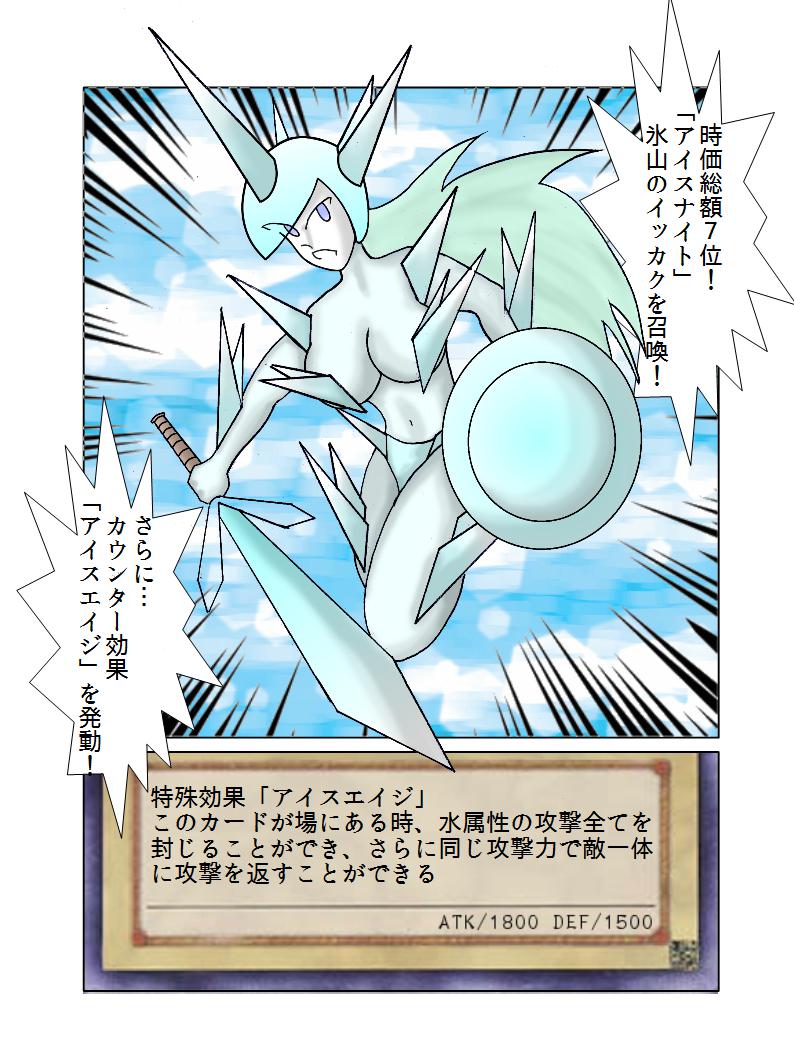 時価総額７位！
「アイスナイト」
氷山のイッカクを召喚！
さらに…
カウンター効果
「アイスエイジ」を発動！
特殊効果「アイスエイジ」
このカードが場にある時、水属性の攻撃全てを
封じることができ、さらに同じ攻撃力で敵一体
に攻撃を返すことができる
ATK/1800 DEF/1500